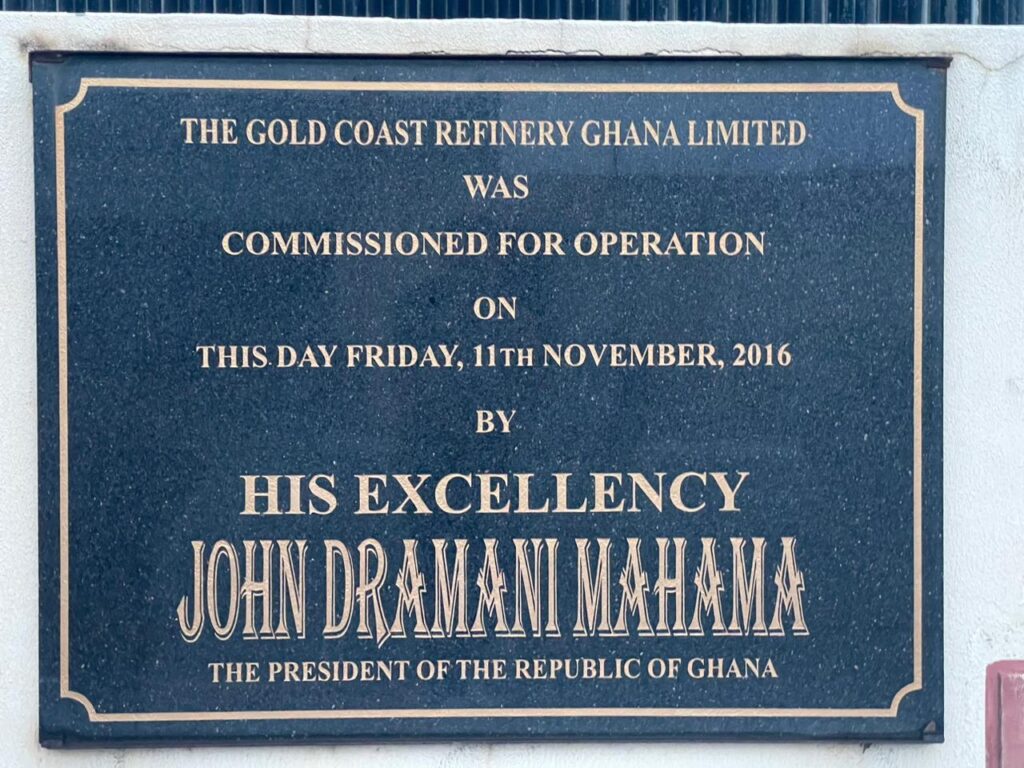 THE GOLD COAST REFINERY GHANA LIMITED
WAS
COMMISSIONED FOR OPERATION
ON
THIS DAY FRIDAY, 11TH NOVEMBER, 2016
BY
HIS EXCELLENCY
JOHN DRAMANI MAHAMA
THE PRESIDENT OF THE REPUBLIC OF GHANA